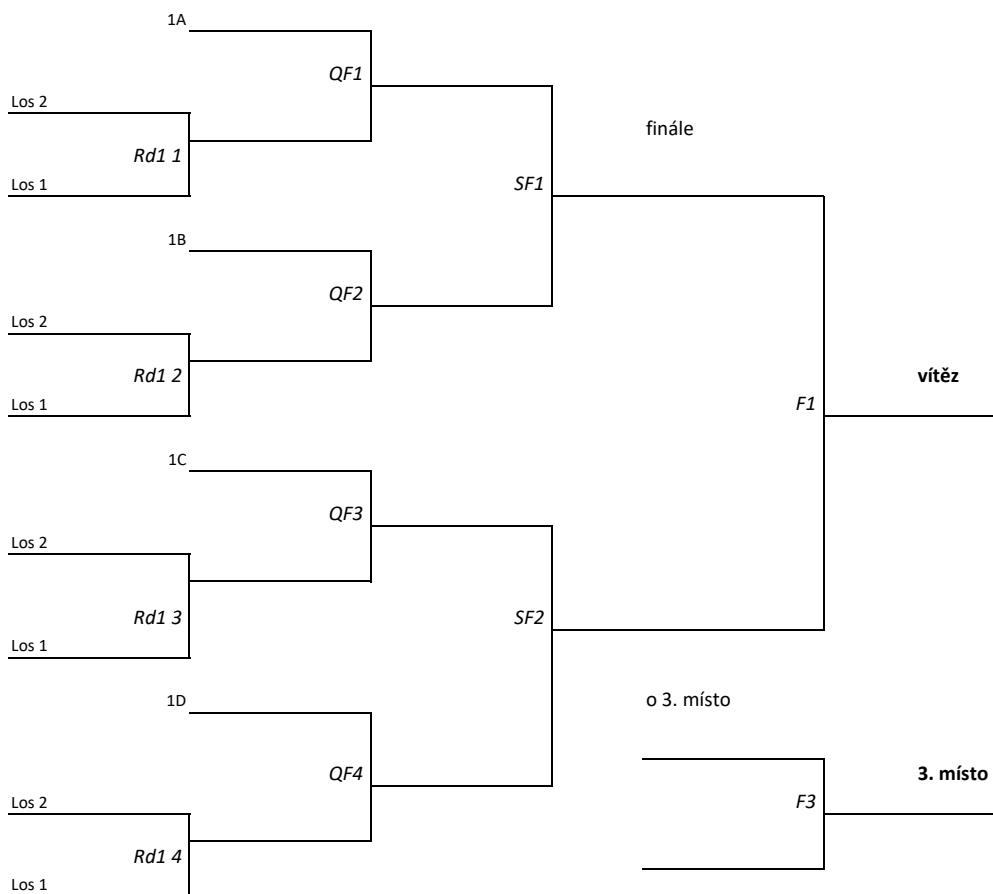 1A
QF1
Los 2
finále
Rd1 1
Los 1
SF1
1B
QF2
Los 2
Rd1 2
vítěz
Los 1
F1
1C
QF3
Los 2
Rd1 3
SF2
Los 1
1D
o 3. místo
QF4
3. místo
Los 2
F3
Rd1 4
Los 1